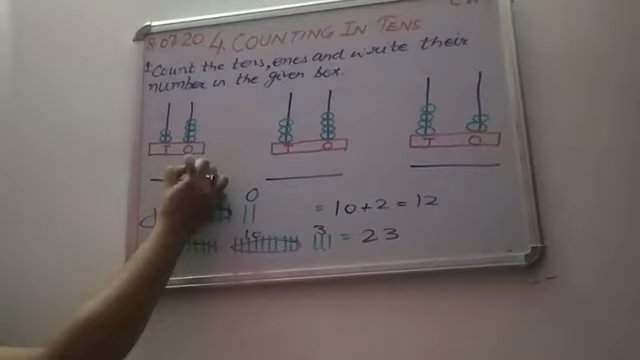 8.07.20 4. COUNTING IN TENS
1 Count the tens, ones and write their
number in the given box.
T O T O T O
O
= 10+2=12
10 3 = 23